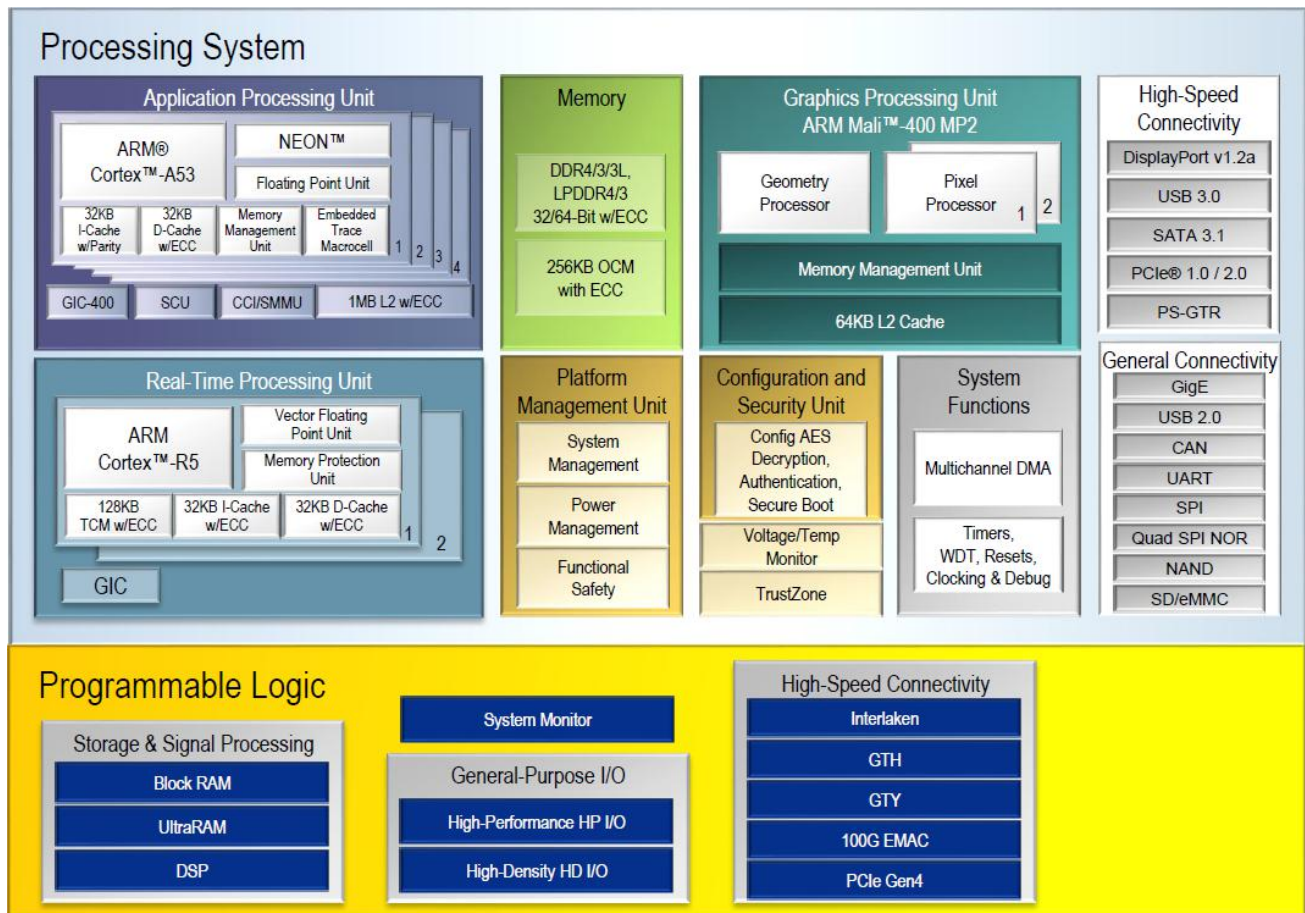 Processing System
Application Processing Unit
ARM®
Cortex™-A53
NEON™
Floating Point Unit
32KB
I-Cache
w/Parity
32KB
D-Cache
w/ECC
Memory
Management
Unit
Embedded
Trace
Macrocell
1
2
3
4
GIC-400
SCU
CCI/SMMU
1MB L2 w/ECC
Memory
DDR4/3/3L,
LPDDR4/3
32/64-Bit w/ECC
256KB OCM
with ECC
Graphics Processing Unit
ARM Mali™-400 MP2
Geometry
Processor
Pixel
Processor
1
2
Memory Management Unit
64KB L2 Cache
High-Speed
Connectivity
DisplayPort v1.2a
USB 3.0
SATA 3.1
PCIe® 1.0 / 2.0
PS-GTR
Real-Time Processing Unit
ARM
Cortex™-R5
Vector Floating
Point Unit
Memory Protection
Unit
128KB
TCM w/ECC
32KB I-Cache
w/ECC
32KB D-Cache
w/ECC
1
2
GIC
Platform
Management Unit
System
Management
Power
Management
Functional
Safety
Configuration and
Security Unit
Config AES
Decryption,
Authentication,
Secure Boot
Voltage/Temp
Monitor
TrustZone
System
Functions
Multichannel DMA
Timers,
WDT, Resets,
Clocking & Debug
General Connectivity
GigE
USB 2.0
CAN
UART
SPI
Quad SPI NOR
NAND
SD/eMMC
Programmable Logic
Storage & Signal Processing
Block RAM
UltraRAM
DSP
System Monitor
General-Purpose I/O
High-Performance HP I/O
High-Density HD I/O
High-Speed Connectivity
Interlaken
GTH
GTY
100G EMAC
PCIe Gen4